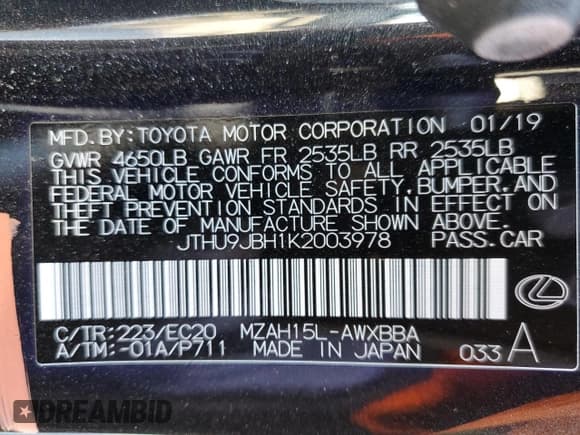 MFD.BY:TOYOTA MOTOR CORPORATION 01/19
GVWR 4650LB GAWR FR 2535LB RR 2535LB
THIS VEHICLE CONFORMS TO ALL APPLICABLE
FEDERAL MOTOR VEHICLE SAFETY,BUMPER,AND
THEFT PREVENTION STANDARDS IN EFFECT ON
THE DATE OF MANUFACTURE SHOWN ABOVE.
JTHU9JBH1K2003978 PASS.CAR
C/TR:223/EC20 MZAH15L-AWXBBA
A/TM:-01A/P711 MADE IN JAPAN 033 A
DREAMBID